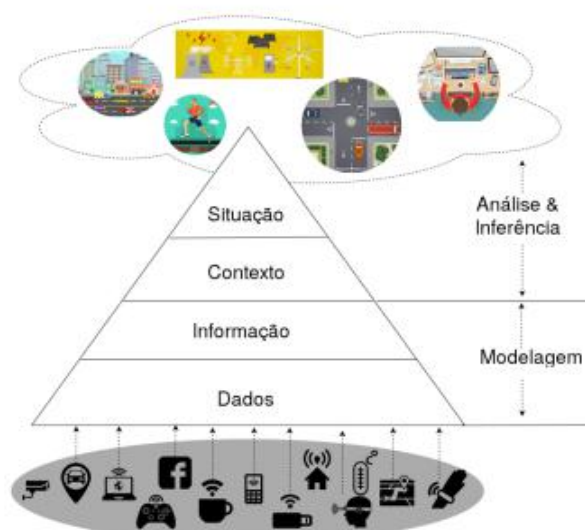 Situação
Contexto
Informação
Dados
Análise &
Inferência
Modelagem